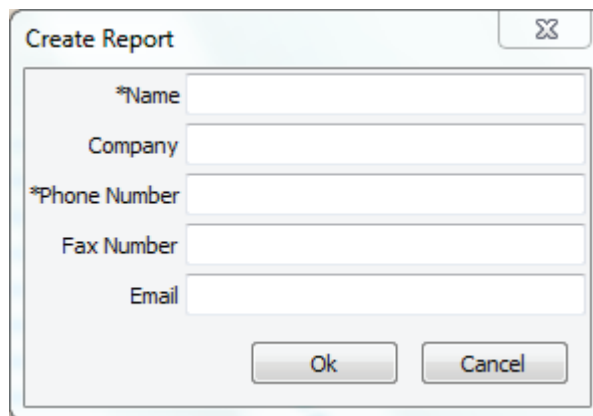 Create Report
*Name
Company
*Phone Number
Fax Number
Email
Ok Cancel